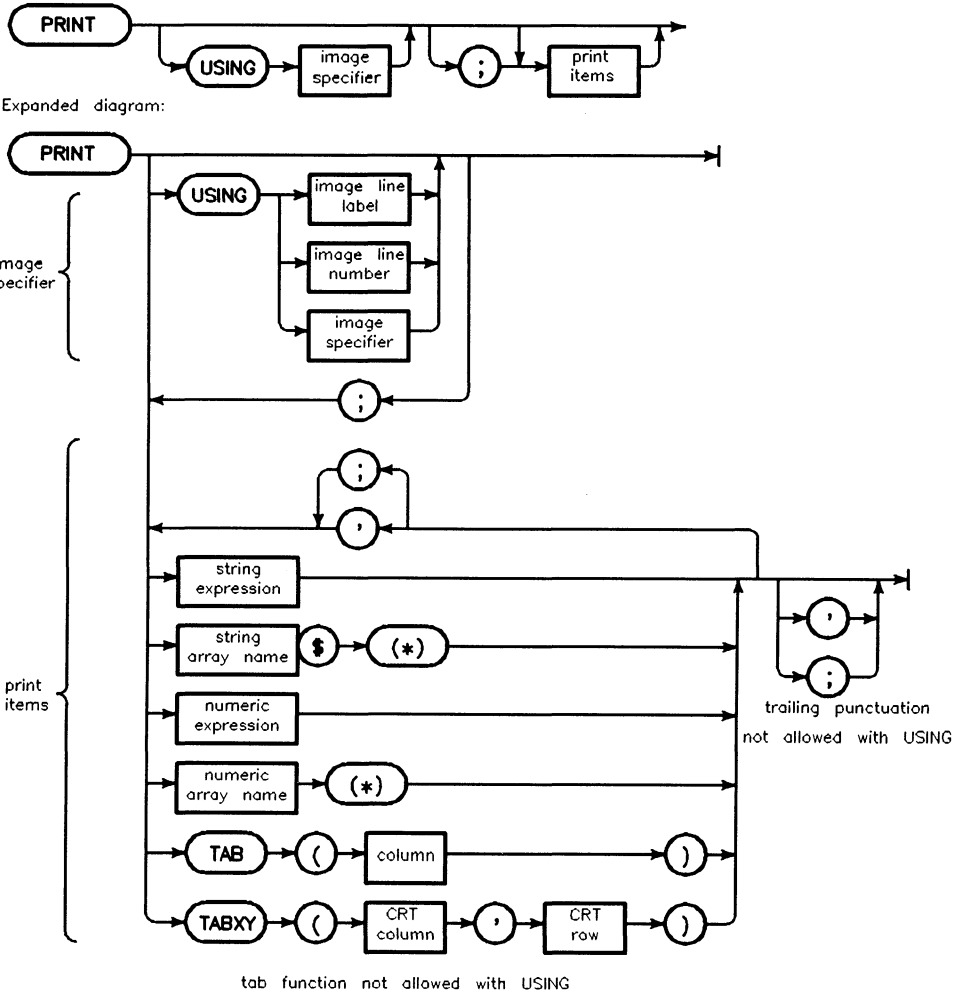 PRINT
USING
image
specifier
;
print
items
Expanded diagram:
PRINT
USING
image line
label
image line
number
image
specifier
mage
pecifier
;
;
,
string
expression
string
array name
$
(*)
numeric
expression
numeric
array name
(*)
TAB
(
column
)
TABXY
(
CRT
column
,
CRT
row
)
print
items
,
;
trailing punctuation
not allowed with USING
tab function not allowed with USING